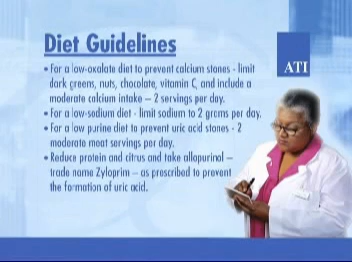 Diet Guidelines
ATI
• For a low-oxalate diet to prevent calcium stones - limit
dark greens, nuts, chocolate, vitamin C, and include a
moderate calcium intake – 2 servings per day.
• For a low-sodium diet - limit sodium to 2 grams per day.
• For a low purine diet to prevent uric acid stones - 2
moderate meat servings per day.
• Reduce protein and citrus and take allopurinal –
trade name Zyloprim – as prescribed to prevent
the formation of uric acid.